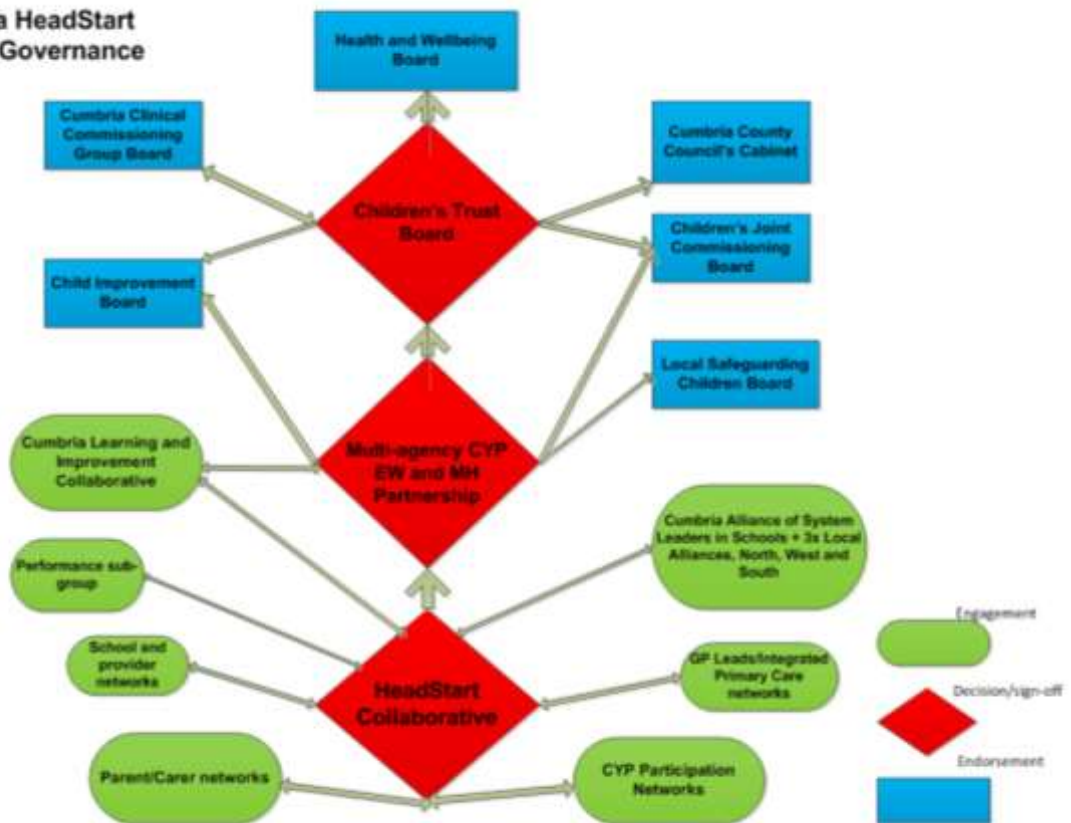 a HeadStart
Governance
Health and Wellbeing
Board
Cumbria Clinical
Commissioning
Group Board
Cumbria County
Council's Cabinet
Children's Trust
Board
Children's Joint
Commissioning
Board
Child Improvement
Board
Local Safeguarding
Children Board
Cumbria Learning and
Improvement
Collaborative
Multi-agency CYP
EW and MH
Partnership
Cumbria Alliance of System
Leaders in Schools + 3x Local
Alliances, North, West and
South
Performance sub-
group
School and
provider
networks
HeadStart
Collaborative
GP Leads/Integrated
Primary Care
networks
Parent/Carer networks
CYP Participation
Networks
Engagement
Decision/sign-off
Endorsement